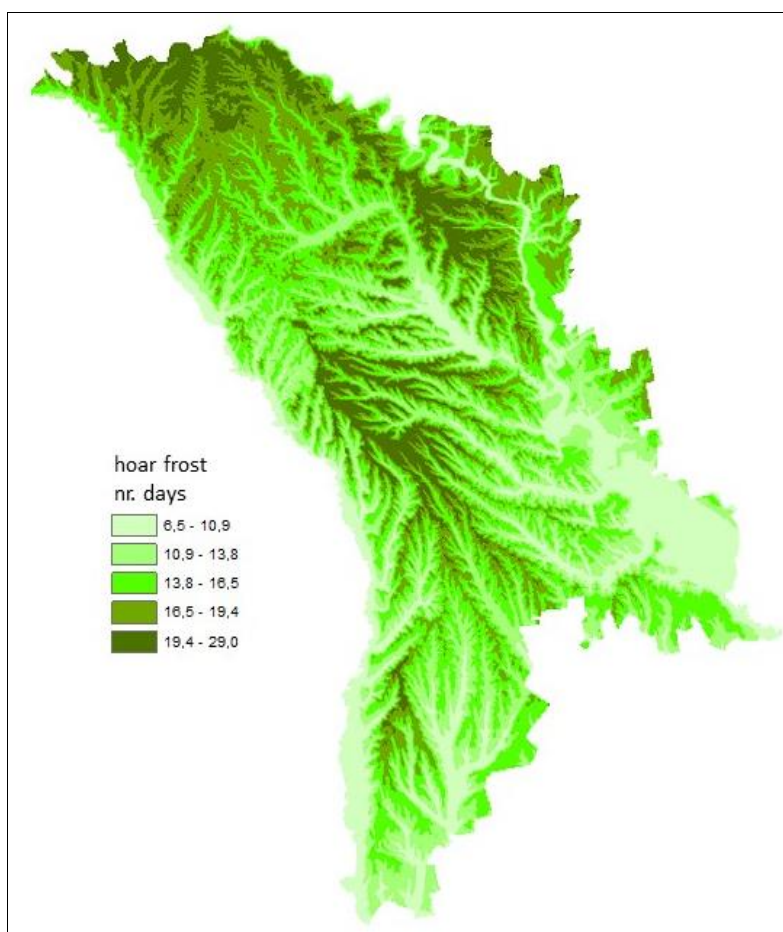 hoar frost
nr. days
6,5 - 10,9
10,9 - 13,8
13,8 - 16,5
16,5 - 19,4
19,4 - 29,0